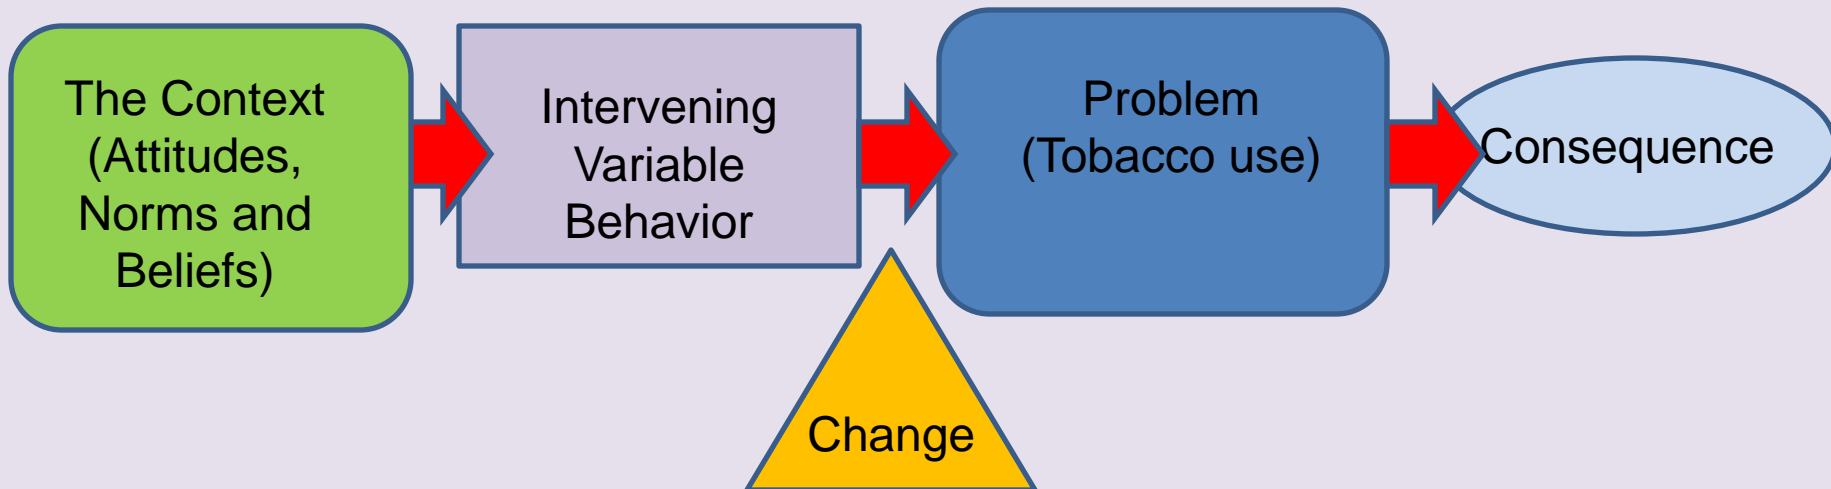 The Context
(Attitudes,
Norms and
Beliefs)
Intervening
Variable
Behavior
Problem
(Tobacco use)
Consequence
Change